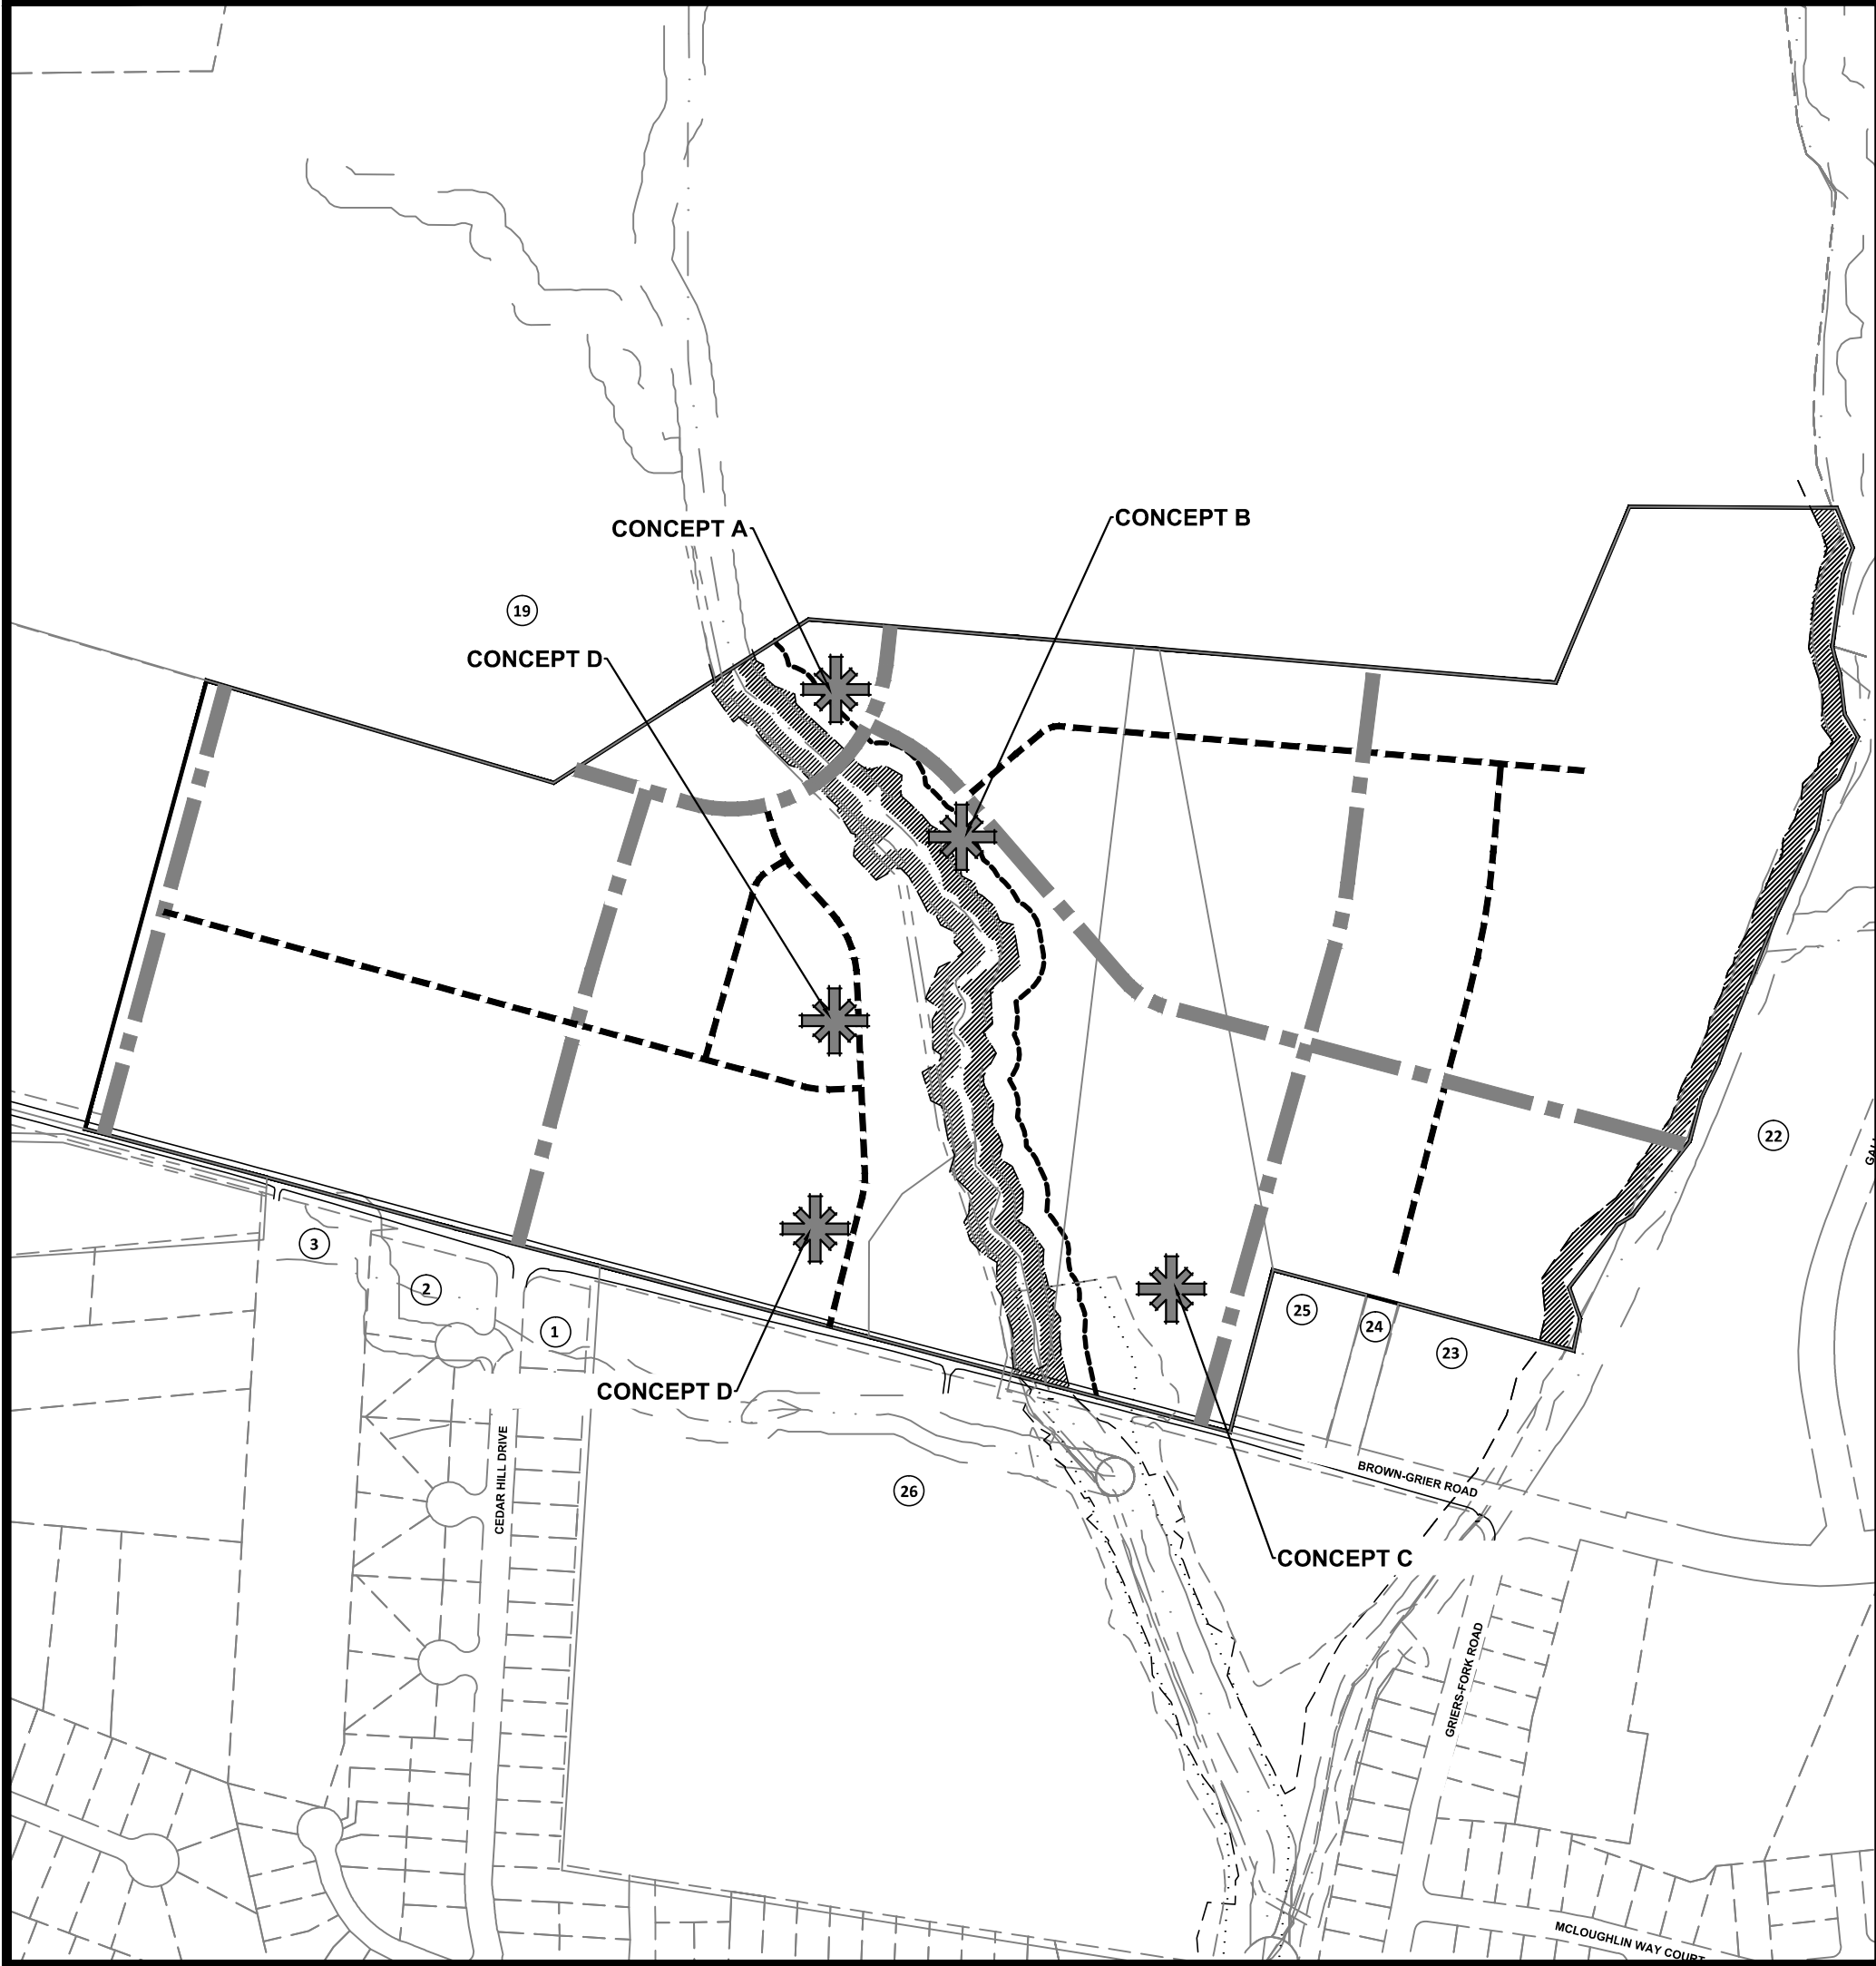 CONCEPT B
CONCEPT A
19
CONCEPT D
22
3
2
25
24
1
23
CONCEPT D
BROWN-GRIER ROAD
CEDAR HILL DRIVE
26
CONCEPT C
GRIERS-FORK ROAD
MCLOUGHLIN WAY COURT